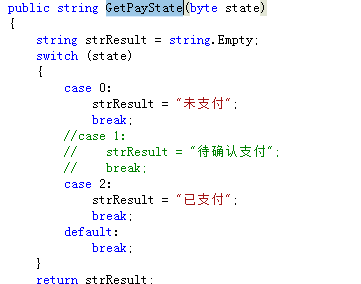 public string GetPayState(byte state)
{
    string strResult = string.Empty;
    switch (state)
    {
        case 0:
            strResult = "未支付";
            break;
        //case 1:
        //    strResult = "待确认支付";
        //    break;
        case 2:
            strResult = "已支付";
            break;
        default:
            break;
    }
    return strResult;